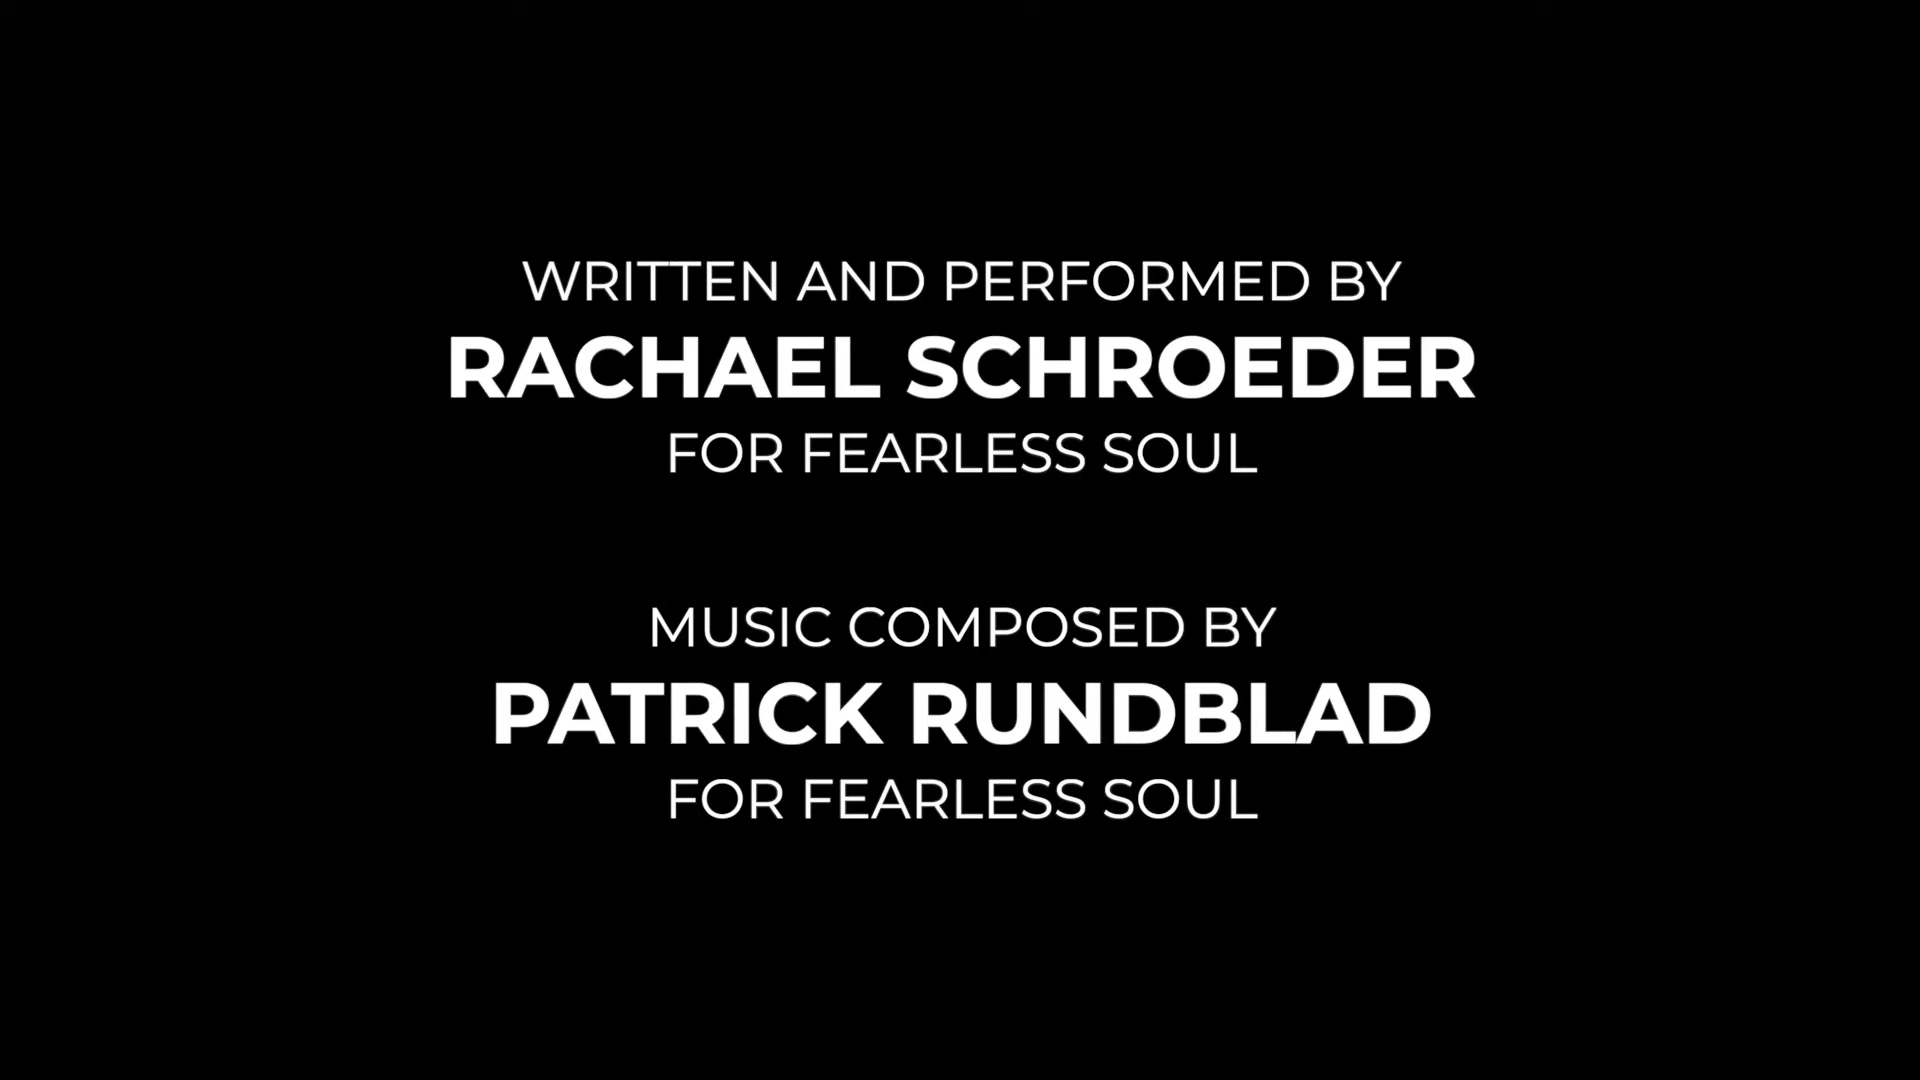 WRITTEN AND PERFORMED BY
RACHAEL SCHROEDER
FOR FEARLESS SOUL
MUSIC COMPOSED BY
PATRICK RUNDBLAD
FOR FEARLESS SOUL